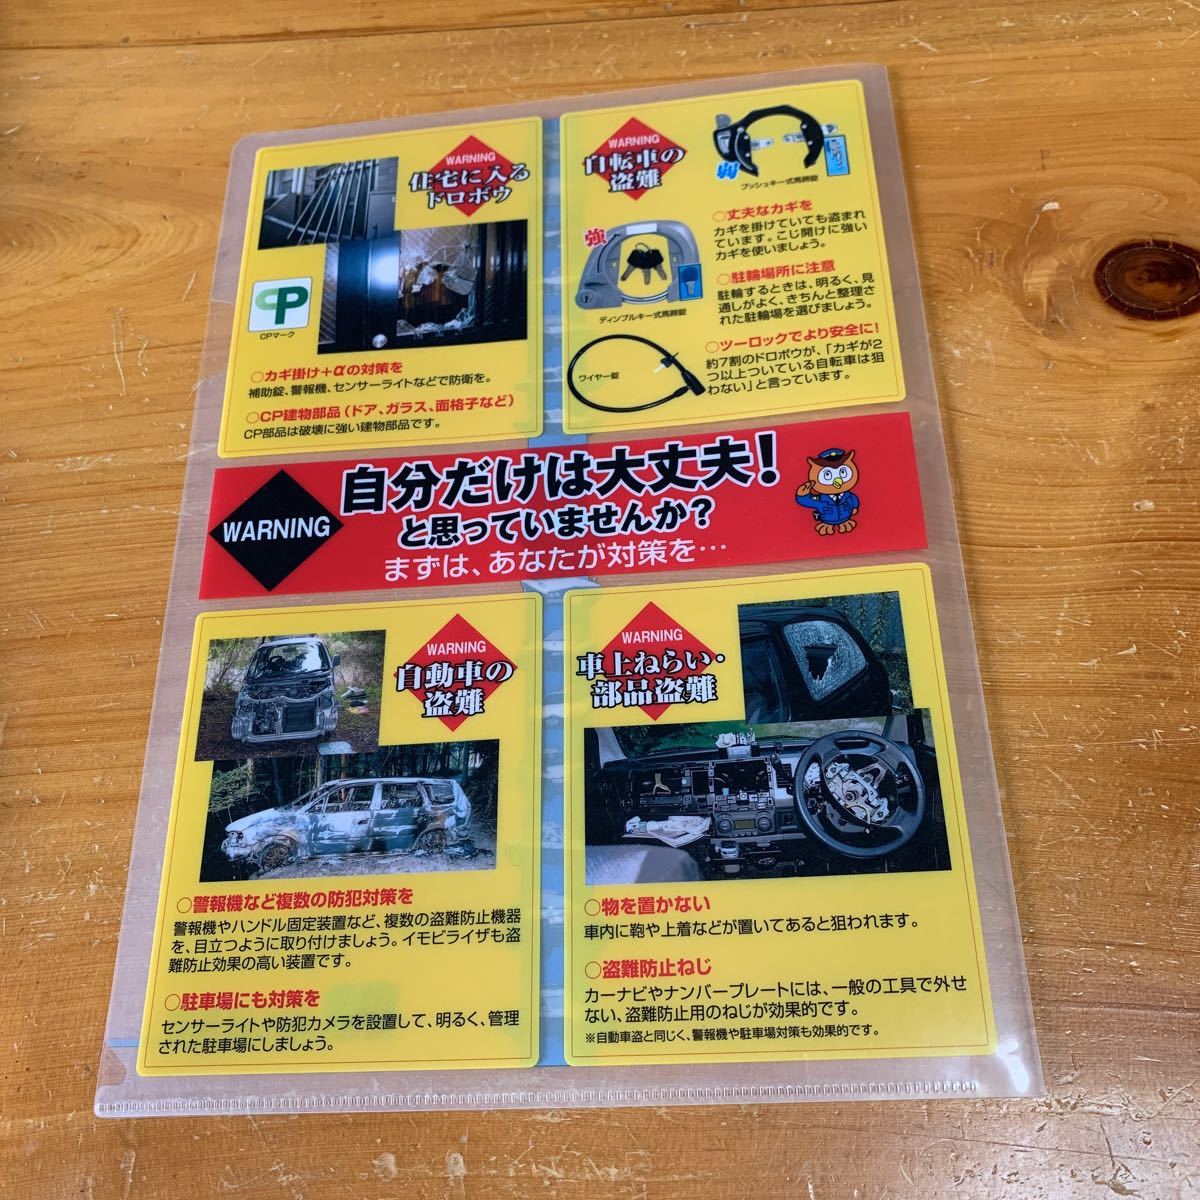 WARNING
住宅に入る
ドロボウ
CP
CPマーク
○カギ掛け+αの対策を
補助錠、警報機、センサーライトなどで防衛を。
○CP建物部品(ドア、ガラス、面格子など)
CP部品は破壊に強い建物部品です。
WARNING
自転車の
盗難
弱
プッシュキー式馬蹄錠
強
ディンプルキー式馬蹄錠
ワイヤー錠
○丈夫なカギを
カギを掛けていても盗まれ
ています。こじ開けに強い
カギを使いましょう。
○駐輪場所に注意
駐輪するときは、明るく、見
通しがよく、きちんと整理さ
れた駐輪場を選びましょう。
○ツーロックでより安全に!
約7割のドロボウが、「カギが2
つ以上ついている自転車は狙
わない」と言っています。
WARNING
自分だけは大丈夫!
と思っていませんか?
まずは、あなたが対策を…
WARNING
自動車の
盗難
○警報機など複数の防犯対策を
警報機やハンドル固定装置など、複数の盗難防止機器
を、目立つように取り付けましょう。イモビライザも盗
難防止効果の高い装置です。
○駐車場にも対策を
センサーライトや防犯カメラを設置して、明るく、管理
された駐車場にしましょう。
WARNING
車上ねらい・
部品盗難
○物を置かない
車内に鞄や上着などが置いてあると狙われます。
○盗難防止ねじ
カーナビやナンバープレートには、一般の工具で外せ
ない、盗難防止用のねじが効果的です。
※自動車盗と同じく、警報機や駐車場対策も効果的です。